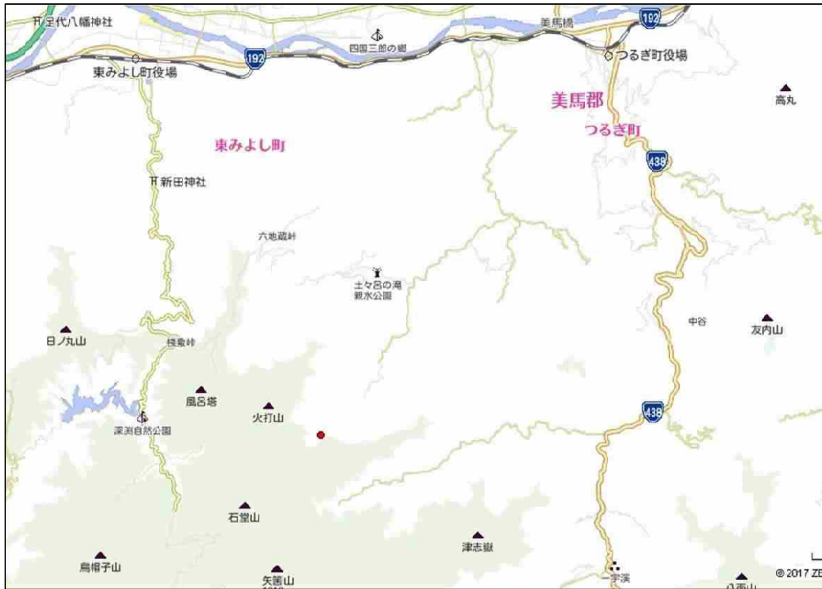 足代八幡神社
192
美馬橋
四国三郎の郷
東みよし町役場
192
つるぎ町役場
高丸
美馬郡
つるぎ町
東みよし町
438
新田神社
六地蔵峠
土々呂の滝
親水公園
中谷
友内山
日ノ丸山
桟敷峠
風呂塔
火打山
438
深渕自然公園
石堂山
津志嶽
烏帽子山
矢筈山
一宇渓
八面山
© 2017 ZE